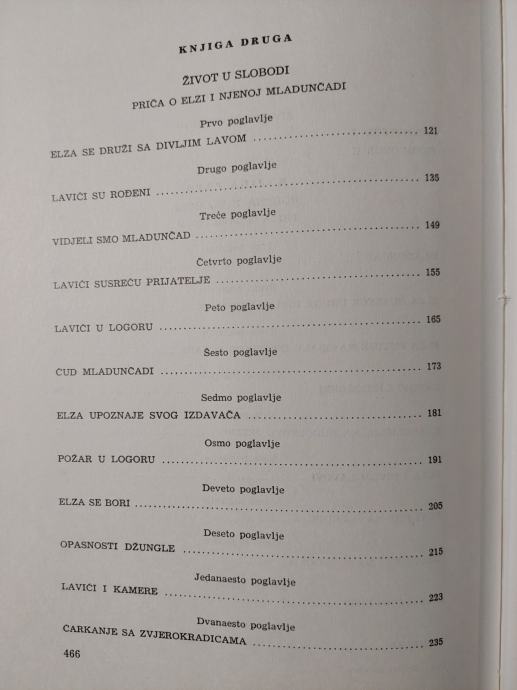 KNJIGA DRUGA
ŽIVOT U SLOBODI
PRIČA O ELZI I NJENOJ MLADUNČADI
Prvo poglavlje
ELZA SE DRUŽI SA DIVLJIM LAVOM 121
Drugo poglavlje
LAVIĆI SU ROĐENI 135
Treće poglavlje
VIDJELI SMO MLADUNČAD 149
Četvrto poglavlje
LAVIĆI SUSREĆU PRIJATELJE 155
Peto poglavlje
LAVIĆI U LOGORU 165
Šesto poglavlje
ĆUD MLADUNČADI 173
Sedmo poglavlje
ELZA UPOZNAJE SVOG IZDAVAČA 181
Osmo poglavlje
POŽAR U LOGORU 191
Deveto poglavlje
ELZA SE BORI 205
Deseto poglavlje
OPASNOSTI DŽUNGLE 215
Jedanaesto poglavlje
LAVIĆI I KAMERE 223
Dvanaesto poglavlje
ČARKANJE SA ZVJEROKRADICAMA 235
466